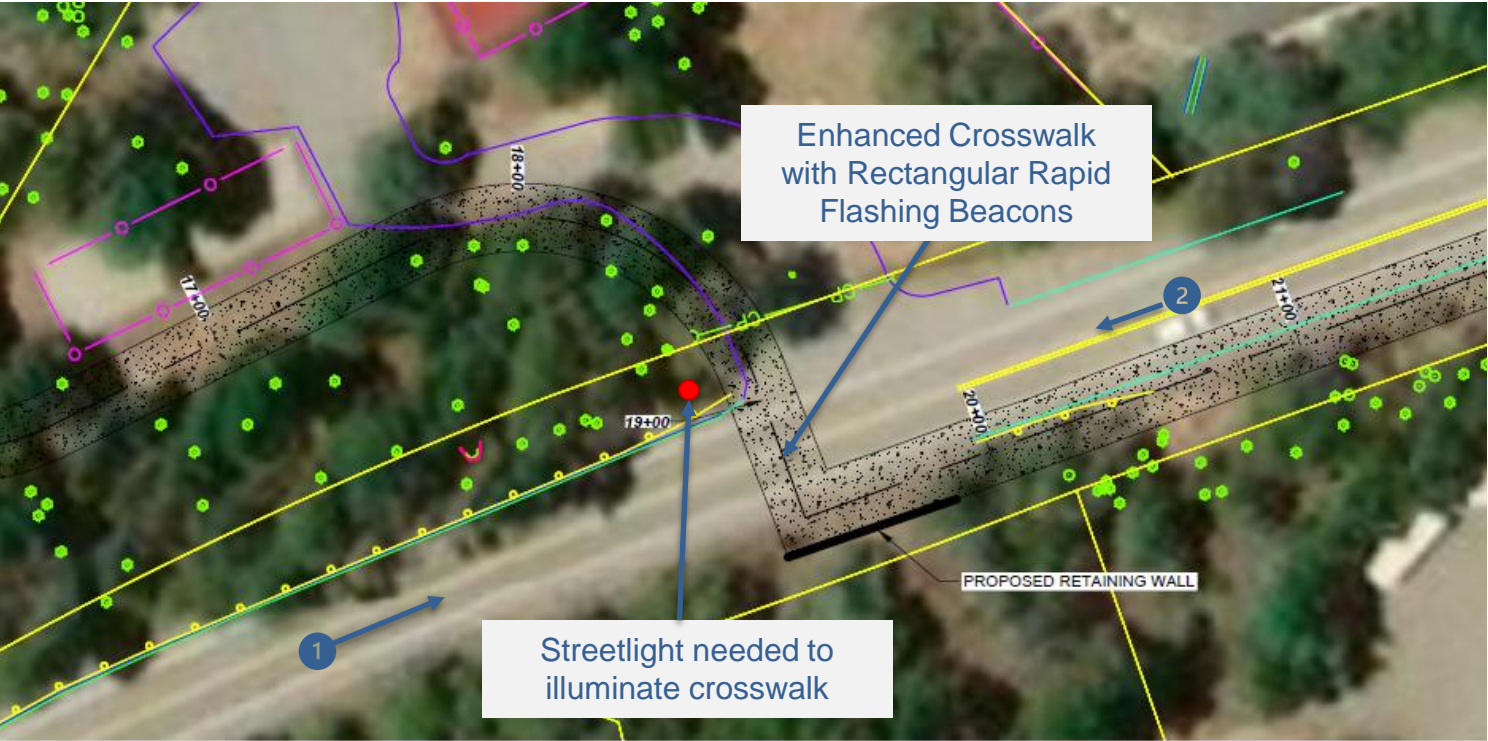 Enhanced Crosswalk
with Rectangular Rapid
Flashing Beacons
18+00
17+00
2
21+00
20+00
19+00
PROPOSED RETAINING WALL
1
Streetlight needed to
illuminate crosswalk